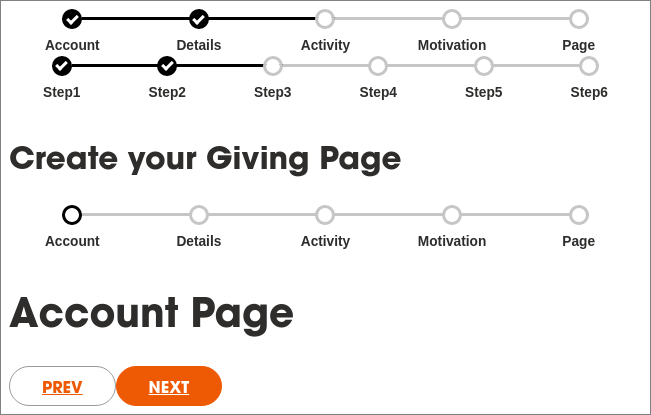 Account Details Activity Motivation Page
Step1 Step2 Step3 Step4 Step5 Step6
Create your Giving Page
Account Details Activity Motivation Page
Account Page
PREV NEXT